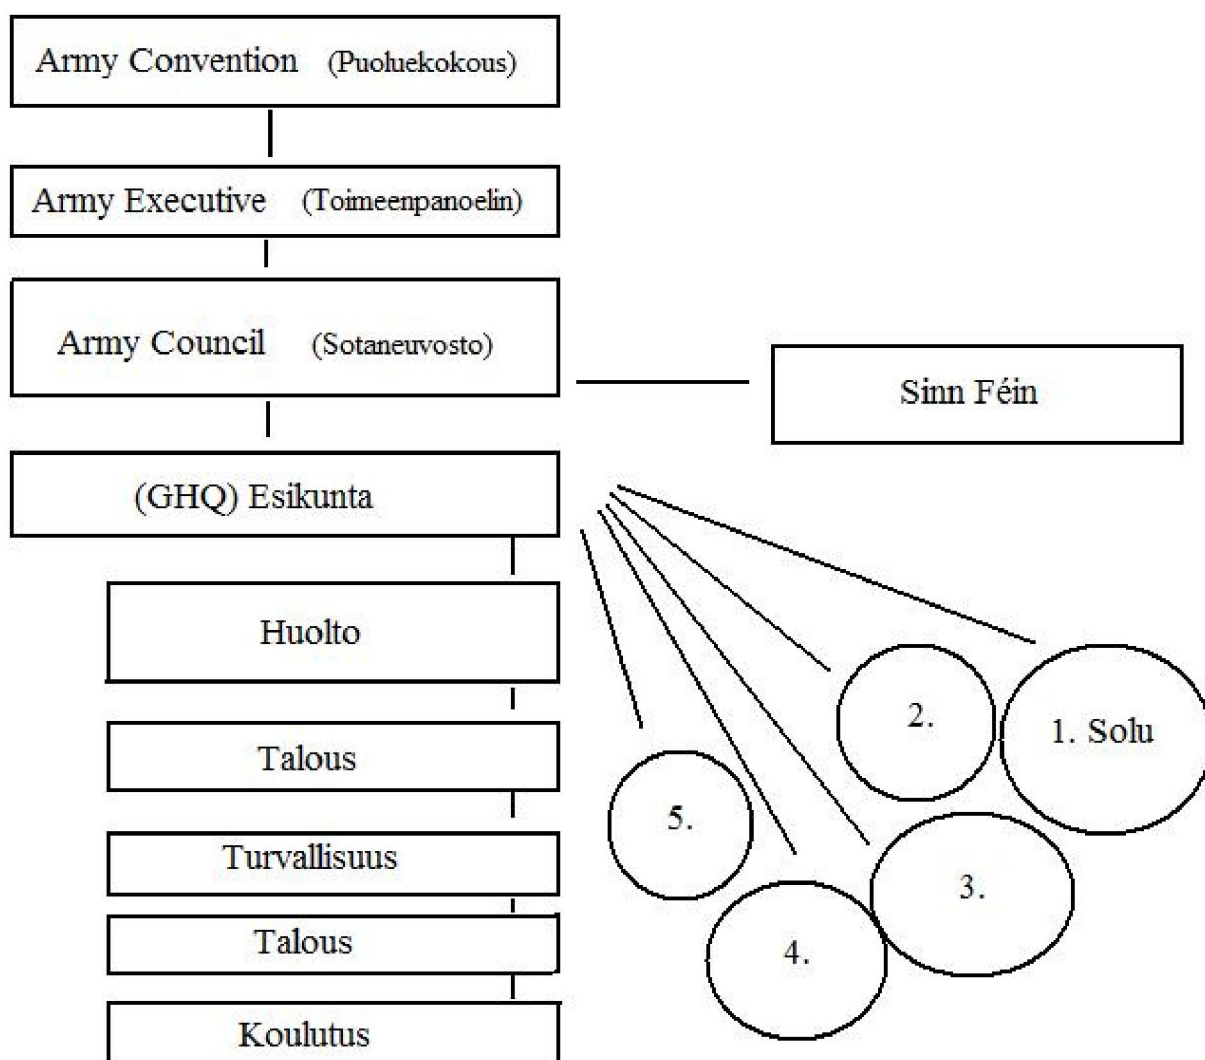 Army Convention (Puoluekokous)
Army Executive (Toimeenpanoelin)
Army Council (Sotaneuvosto)
Sinn Féin
(GHQ) Esikunta
Huolto
Talous
Turvallisuus
Talous
Koulutus
1. Solu
2.
3.
4.
5.